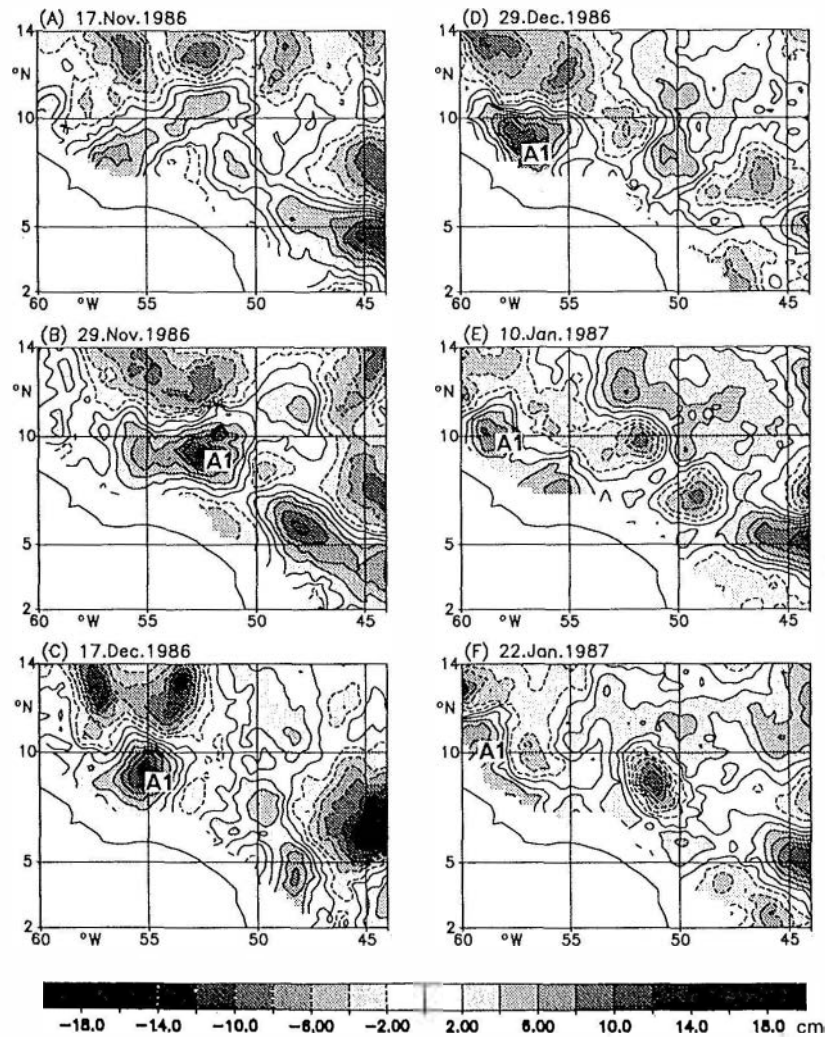 (A) 17.Nov.1986
14
°N
10
5
2
60 °W 55 50 45
(B) 29.Nov.1986
14
°N
10
A1
5
2
60 °W 55 50 45
(C) 17.Dec.1986
14
°N
10
A1
5
2
60 °W 55 50 45
(D) 29.Dec.1986
14
°N
10
A1
5
2
60 °W 55 50 45
(E) 10.Jan.1987
14
°N
10
A1
5
2
60 °W 55 50 45
(F) 22.Jan.1987
14
°N
10
A1
5
2
60 °W 55 50 45
-18.0 -14.0 -10.0 -6.00 -2.00 2.00 6.00 10.0 14.0 18.0 cm